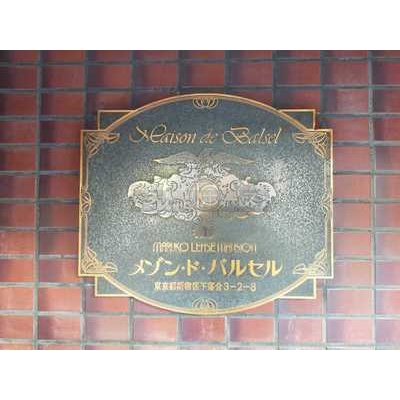 Maison de Balsel
MARUKO LEASE MANSION
メゾン・ド・バルセル
東京都新宿区下落合3-2-8